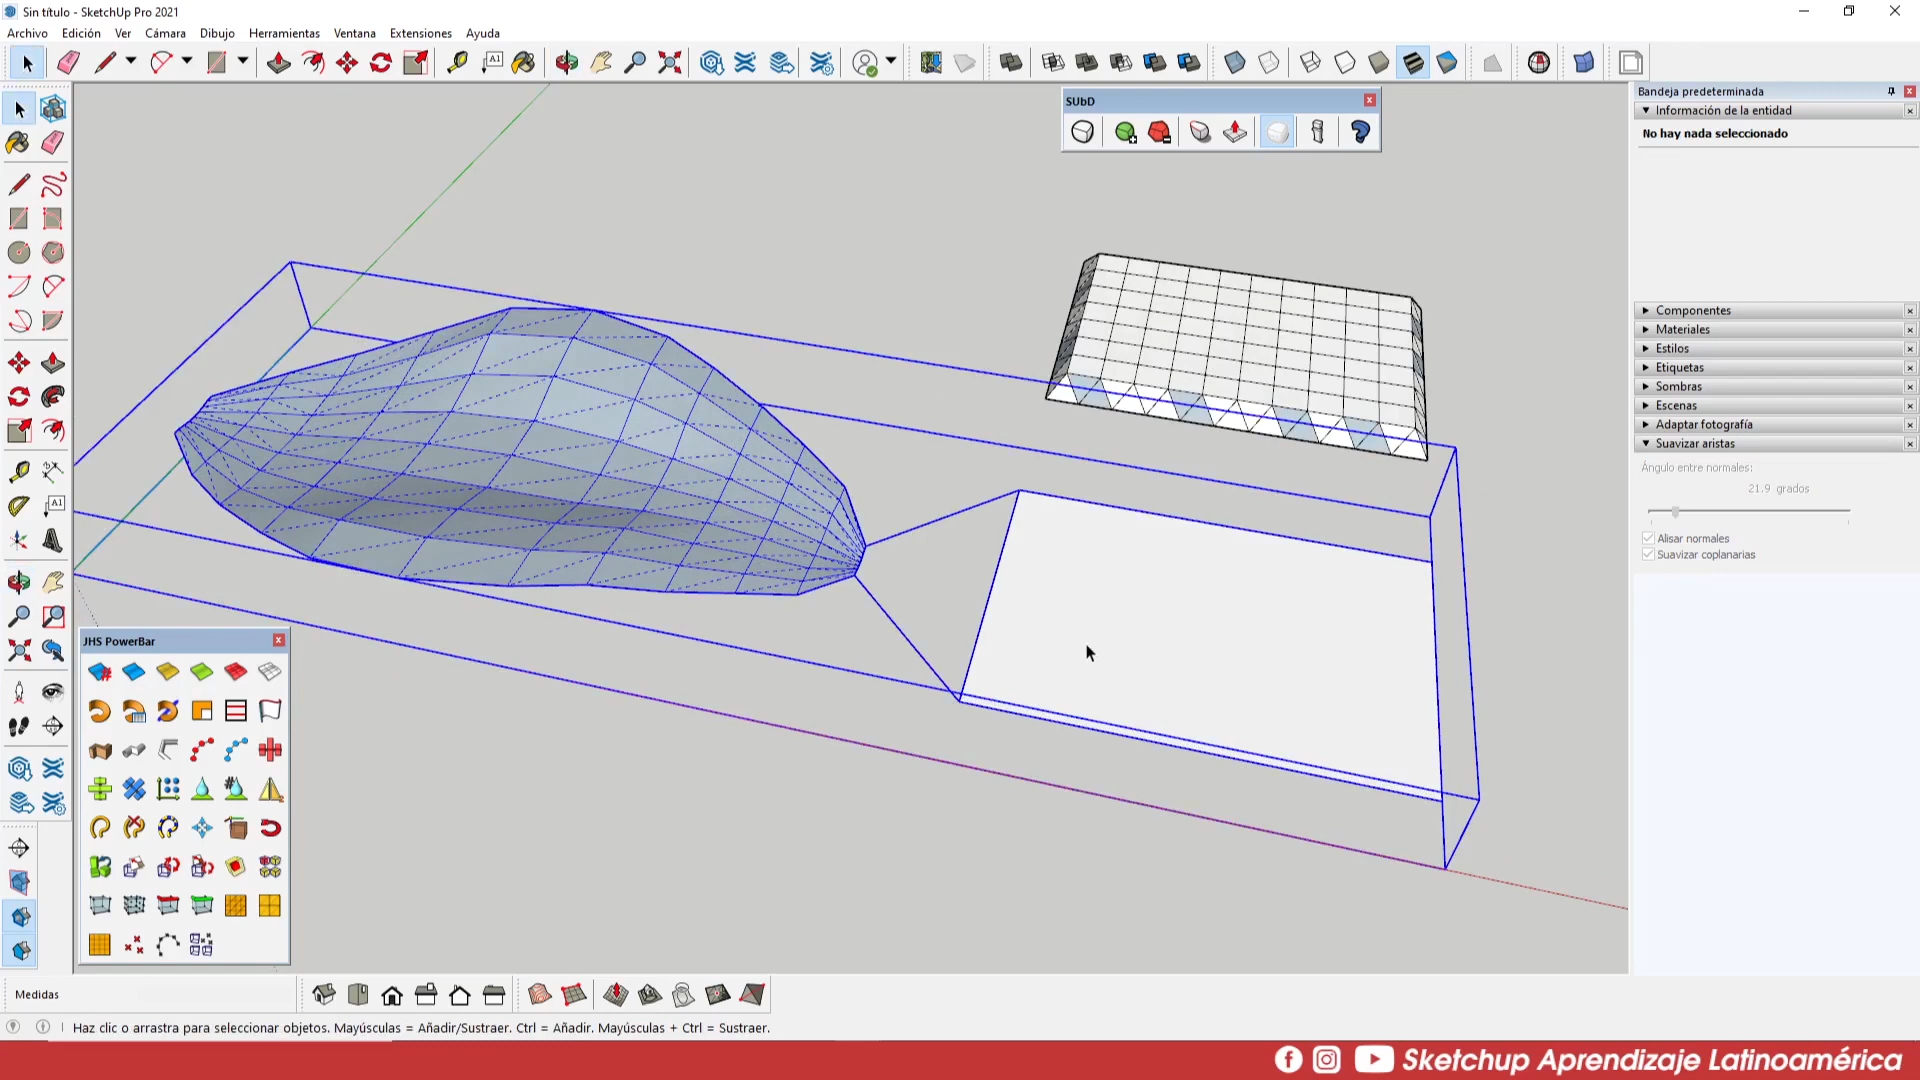 Sin título - SketchUp Pro 2021
Archivo Edición Ver Cámara Dibujo Herramientas Ventana Extensiones Ayuda
A1
SUbD
Bandeja predeterminada
Información de la entidad
No hay nada seleccionado
Componentes
Materiales
Estilos
Etiquetas
Sombras
Escenas
Adaptar fotografía
Suavizar aristas
Ángulo entre normales:
21.9 grados
Alisar normales
Suavizar coplanarias
A1
JHS PowerBar
Medidas
Haz clic o arrastra para seleccionar objetos. Mayúsculas = Añadir/Sustraer. Ctrl = Añadir. Mayúsculas + Ctrl = Sustraer.
Sketchup Aprendizaje Latinoamérica